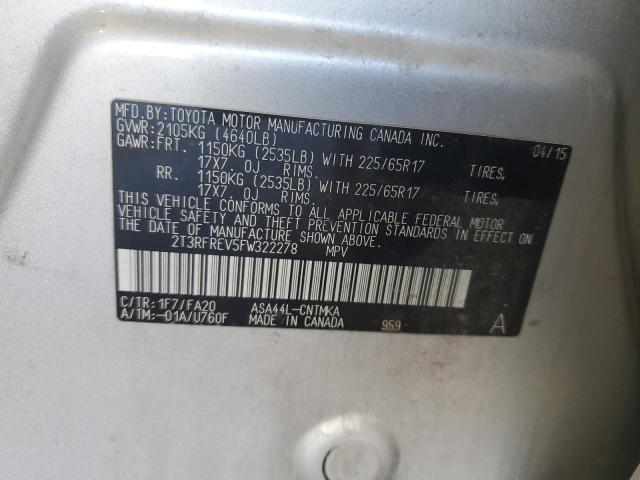 MFD.BY:TOYOTA MOTOR MANUFACTURING CANADA INC.
GVWR:2105KG (4640LB) 04/15
GAWR:FRT. 1150KG (2535LB) WITH 225/65R17 TIRES,
17X7.0J RIMS.
RR. 1150KG (2535LB) WITH 225/65R17 TIRES,
17X7.0J RIMS.
THIS VEHICLE CONFORMS TO ALL APPLICABLE FEDERAL MOTOR
VEHICLE SAFETY AND THEFT PREVENTION STANDARDS IN EFFECT ON
THE DATE OF MANUFACTURE SHOWN ABOVE.
2T3RFREV5FW322278 MPV
C/TR:1F7/FA20 ASA44L-CNTMKA
A/TM:-01A/U760F MADE IN CANADA 959 A